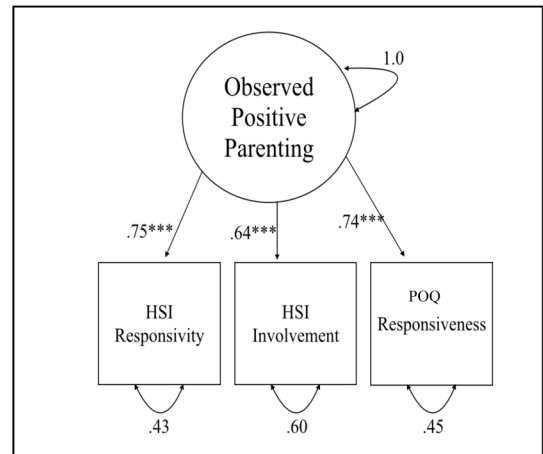 1.0
Observed
Positive
Parenting
.75***
.64***
.74***
HSI
Responsivity
HSI
Involvement
POQ
Responsiveness
.43
.60
.45